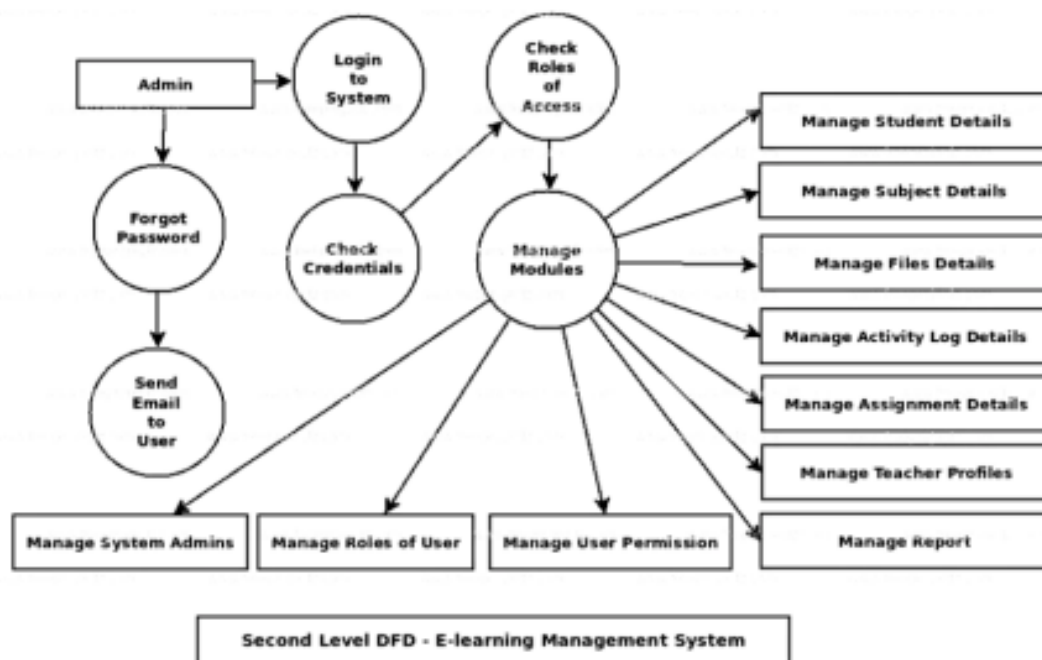 Admin
Login
to
System
Check
Roles
of
Access
Manage Student Details
Manage Subject Details
Forgot
Password
Check
Credentials
Manage
Modules
Manage Files Details
Manage Activity Log Details
Send
Email
to
User
Manage Assignment Details
Manage Teacher Profiles
Manage System Admins
Manage Roles of User
Manage User Permission
Manage Report
Second Level DFD - E-learning Management System